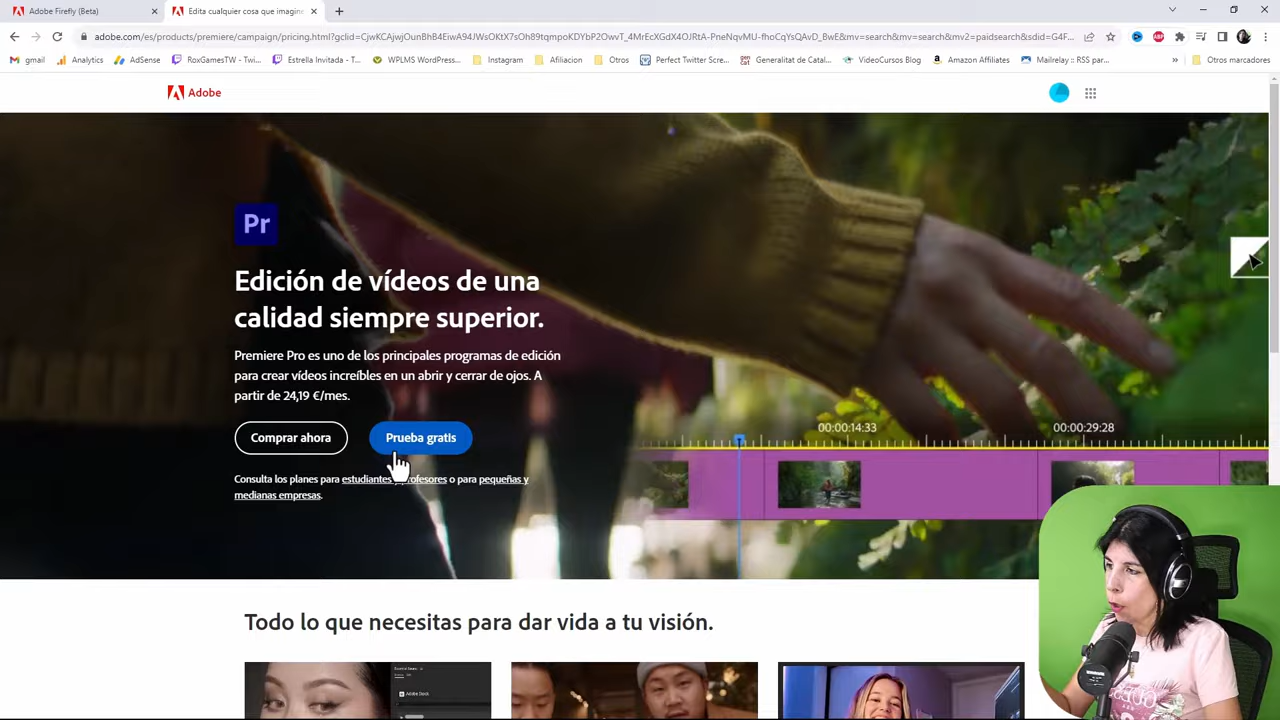 Adobe Firefly (Beta)
Edita cualquier cosa que imagine
adobe.com/es/products/premiere/campaign/pricing.html?gclid=CjwKCAjwjOunBhB4EiwA94JWsOKtX7sOh89tqmpoKDYbP2OwvT_4MrEcXGdX4OJRtA-PneNqvMU-fhoCqYsQAvD_BwE&mv=search&mv=search&mv2=paidsearch&sdid=G4F...
gmail
Analytics
AdSense
RoxGamesTW - Twi...
Estrella Invitada - T...
WPLMS WordPress...
Instagram
Afiliacion
Otros
Perfect Twitter Scre...
Generalitat de Catal...
VideoCursos Blog
Amazon Affiliates
Mailrelay :: RSS par...
»
Otros marcadores
Adobe
Pr
Edición de vídeos de una
calidad siempre superior.
Premiere Pro es uno de los principales programas de edición
para crear vídeos increíbles en un abrir y cerrar de ojos. A
partir de 24,19 €/mes.
Comprar ahora
Prueba gratis
Consulta los planes para estudiantes y profesores o para pequeñas y
medianas empresas.
00:00:14:33
00:00:29:28
Todo lo que necesitas para dar vida a tu visión.
Adobe Stock